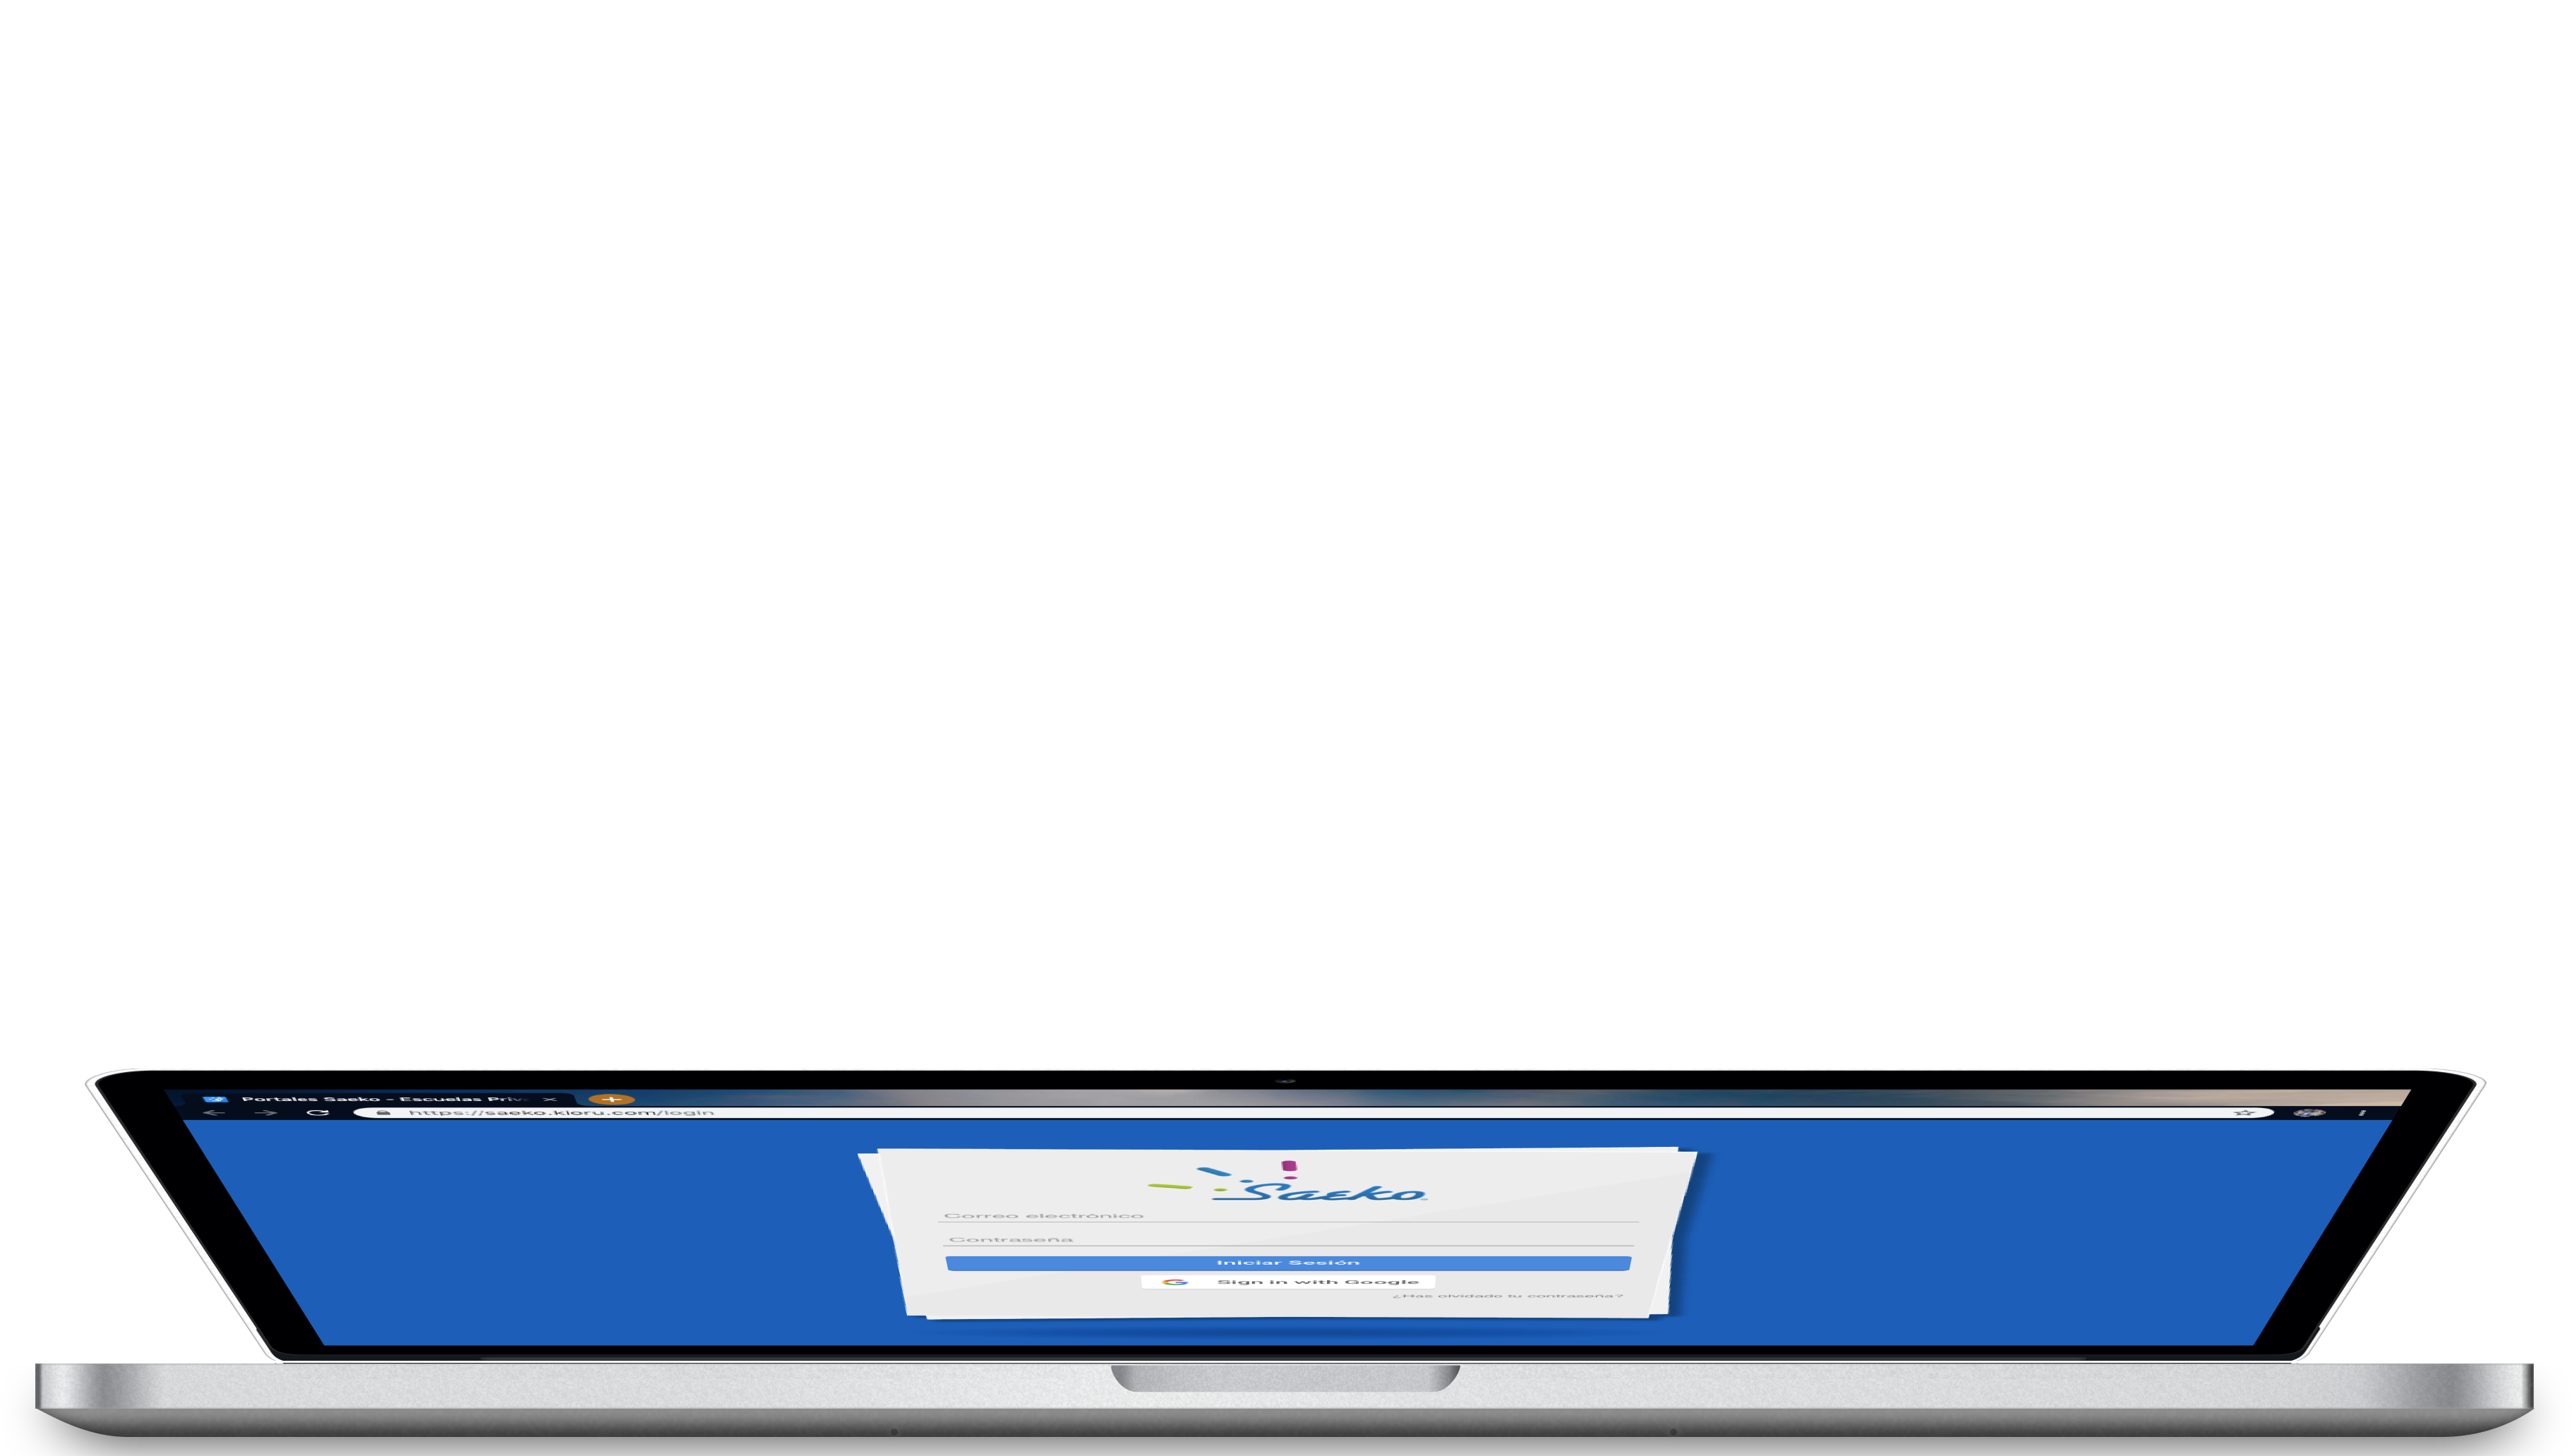 Portales Saeko - Escuelas Priv
https://saeko.kioru.com/login
Saeko
Correo electrónico
Contraseña
Iniciar Sesión
Sign in with Google
¿Has olvidado tu contraseña?